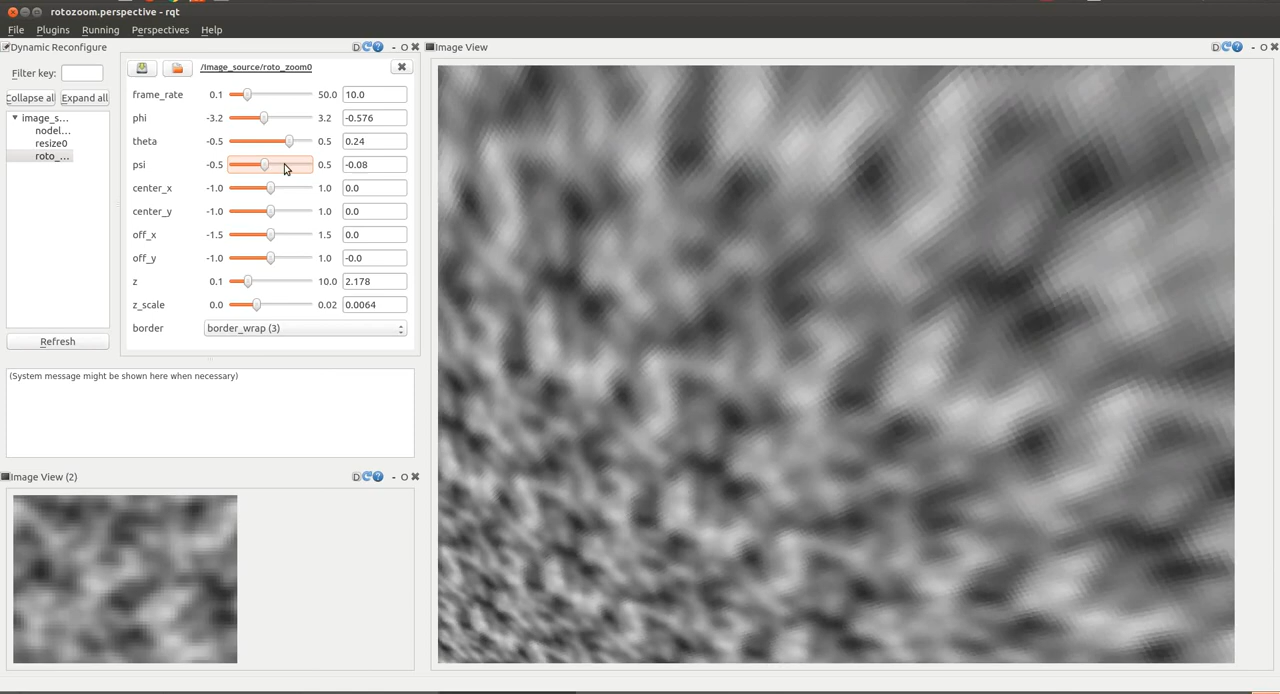 rotozoom.perspective - rqt
File Plugins Running Perspectives Help
Dynamic Reconfigure D - O
Filter key:
Collapse all Expand all
image_s...
nodel...
resize0
roto_...
Refresh
/image_source/roto_zoom0
frame_rate 0.1 50.0 10.0
phi -3.2 3.2 -0.576
theta -0.5 0.5 0.24
psi -0.5 0.5 -0.08
center_x -1.0 1.0 0.0
center_y -1.0 1.0 0.0
off_x -1.5 1.5 0.0
off_y -1.0 1.0 -0.0
z 0.1 10.0 2.178
z_scale 0.0 0.02 0.0064
border border_wrap (3)
(System message might be shown here when necessary)
Image View (2) D - O
Image View D - O